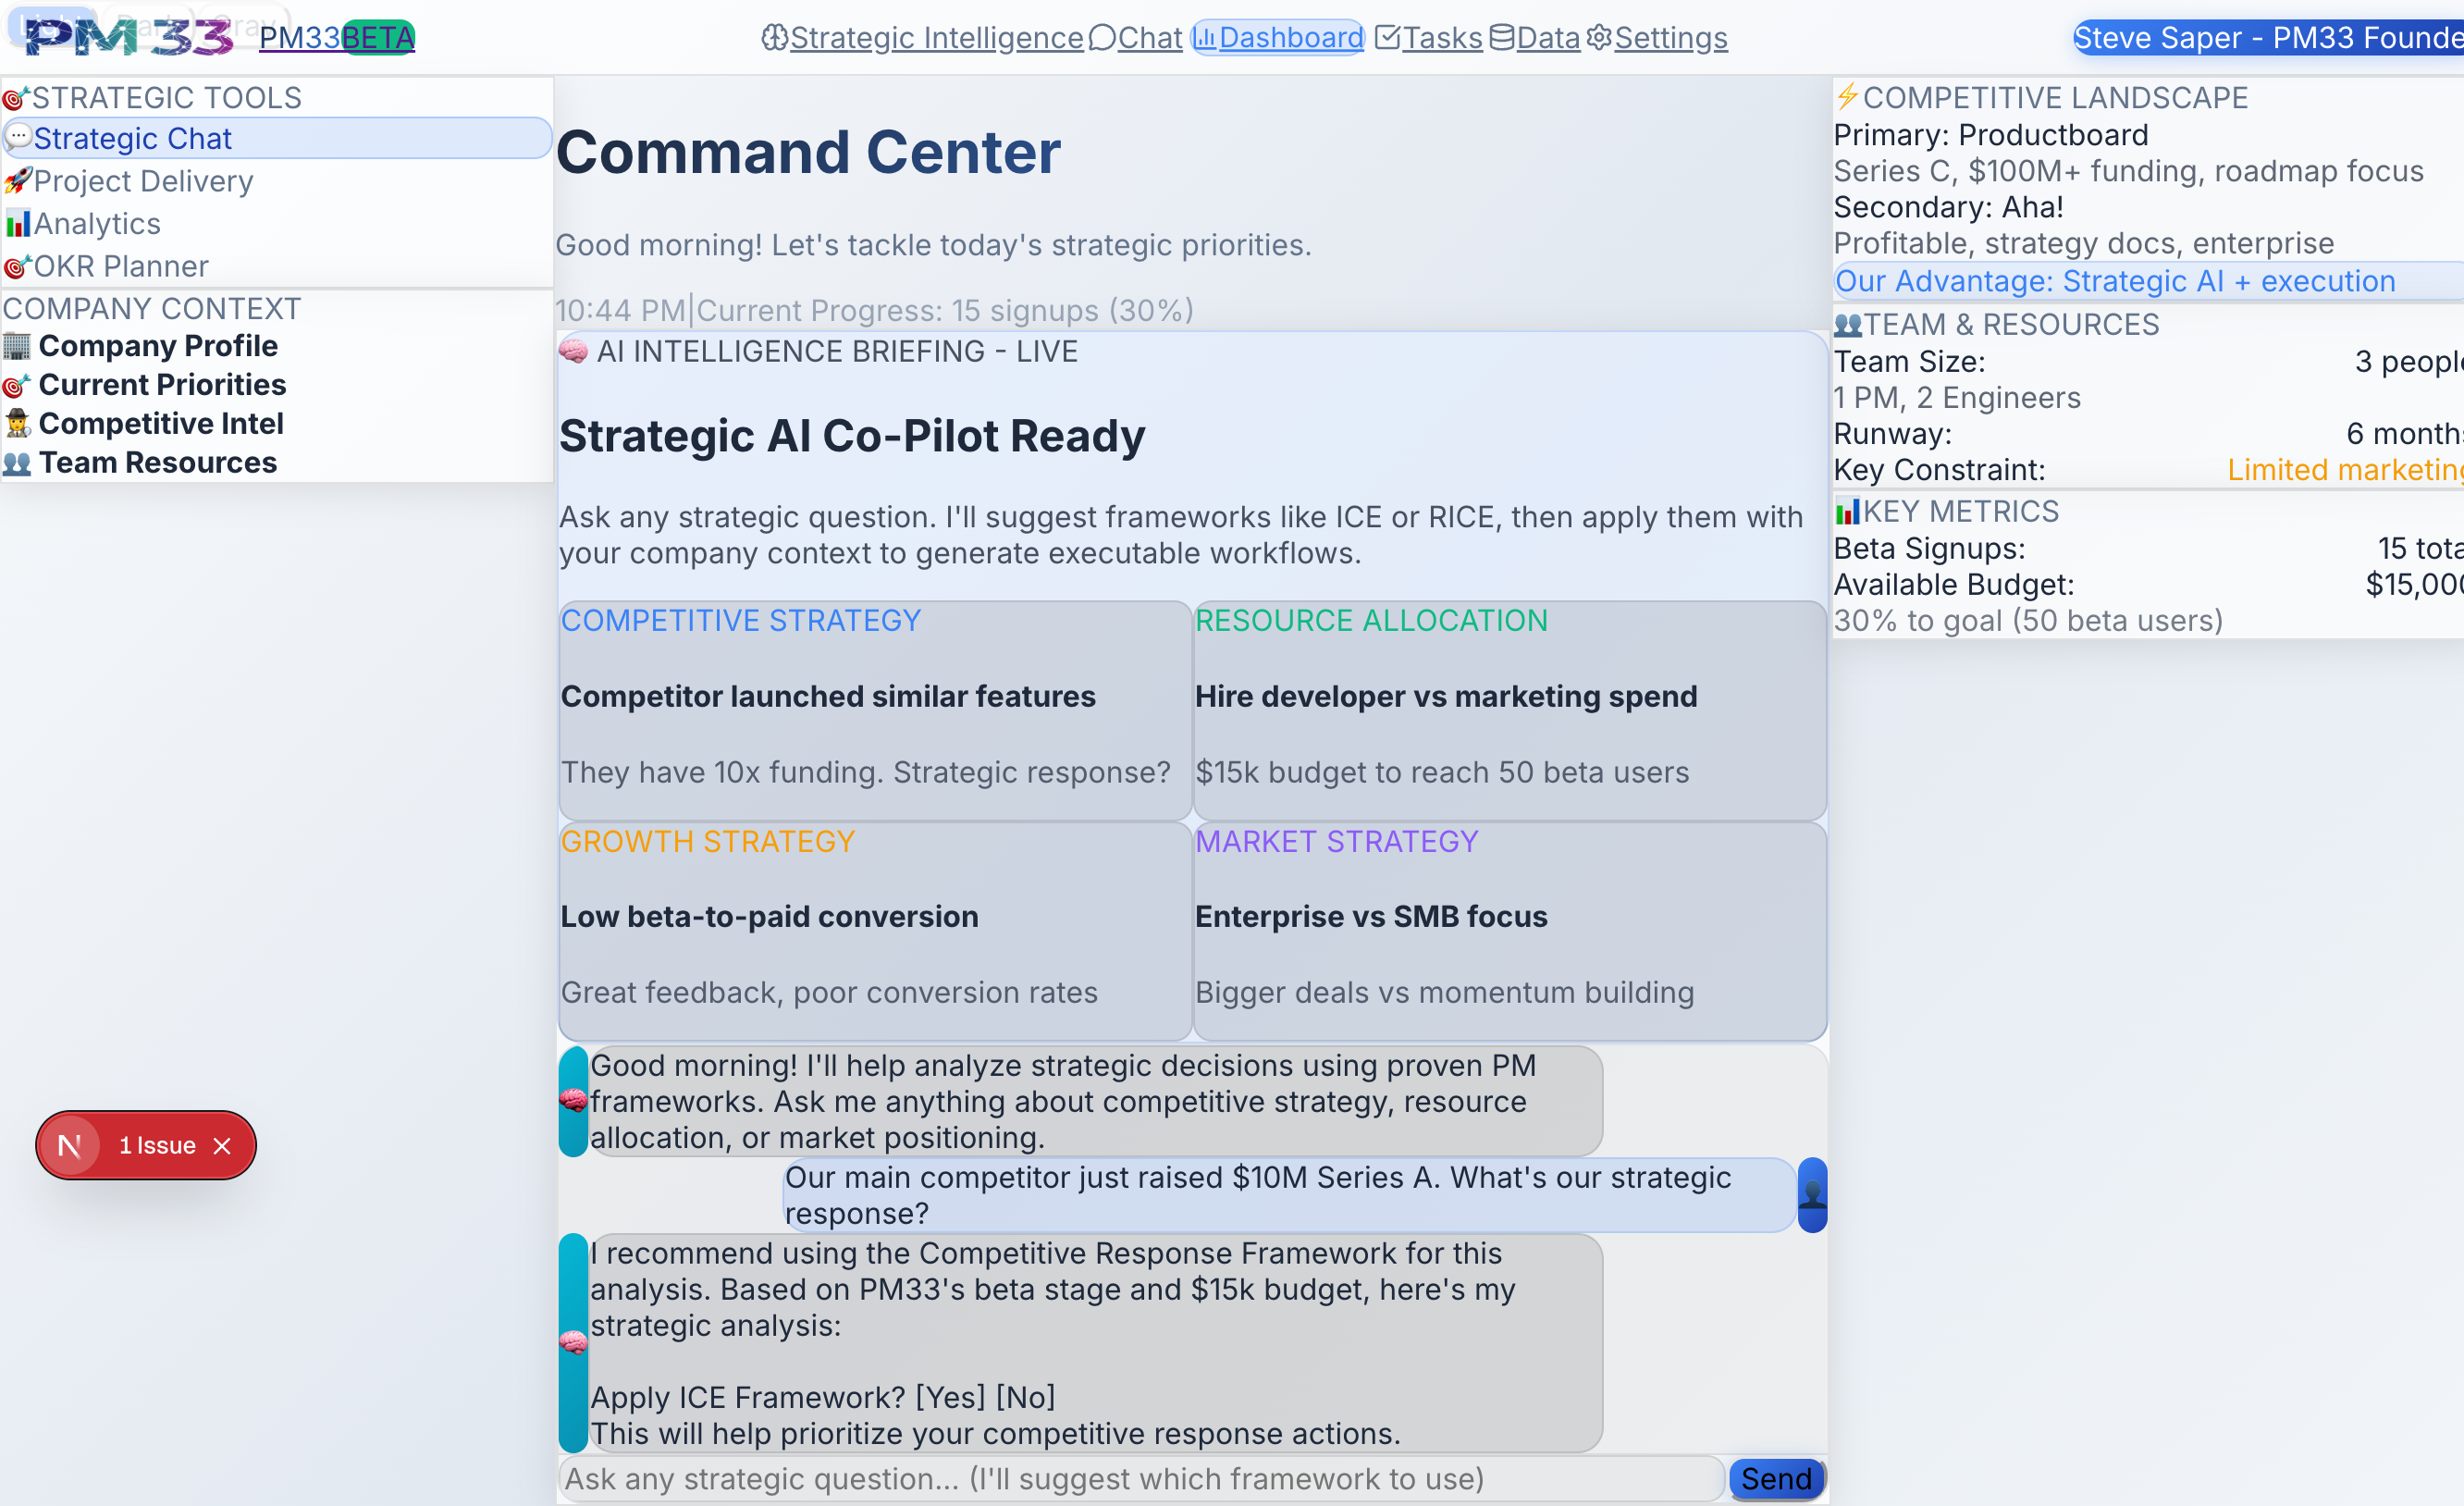 PM33 PM33BETA
Strategic Intelligence Chat Dashboard Tasks Data Settings
Steve Saper - PM33 Founde
🎯STRATEGIC TOOLS
💬Strategic Chat
🚀Project Delivery
📊Analytics
🎯OKR Planner
COMPANY CONTEXT
🏢 Company Profile
🎯 Current Priorities
🕵️ Competitive Intel
👥 Team Resources
N 1 Issue
Command Center
Good morning! Let's tackle today's strategic priorities.
10:44 PM|Current Progress: 15 signups (30%)
🧠 AI INTELLIGENCE BRIEFING - LIVE
Strategic AI Co-Pilot Ready
Ask any strategic question. I'll suggest frameworks like ICE or RICE, then apply them with
your company context to generate executable workflows.
COMPETITIVE STRATEGY
Competitor launched similar features
They have 10x funding. Strategic response?
RESOURCE ALLOCATION
Hire developer vs marketing spend
$15k budget to reach 50 beta users
GROWTH STRATEGY
Low beta-to-paid conversion
Great feedback, poor conversion rates
MARKET STRATEGY
Enterprise vs SMB focus
Bigger deals vs momentum building
Good morning! I'll help analyze strategic decisions using proven PM
frameworks. Ask me anything about competitive strategy, resource
allocation, or market positioning.
Our main competitor just raised $10M Series A. What's our strategic
response?
I recommend using the Competitive Response Framework for this
analysis. Based on PM33's beta stage and $15k budget, here's my
strategic analysis:
Apply ICE Framework? [Yes] [No]
This will help prioritize your competitive response actions.
Ask any strategic question... (I'll suggest which framework to use)
Send
⚡COMPETITIVE LANDSCAPE
Primary: Productboard
Series C, $100M+ funding, roadmap focus
Secondary: Aha!
Profitable, strategy docs, enterprise
Our Advantage: Strategic AI + execution
👥TEAM & RESOURCES
Team Size: 3 people
1 PM, 2 Engineers
Runway: 6 months
Key Constraint: Limited marketing
📊KEY METRICS
Beta Signups: 15 total
Available Budget: $15,000
30% to goal (50 beta users)